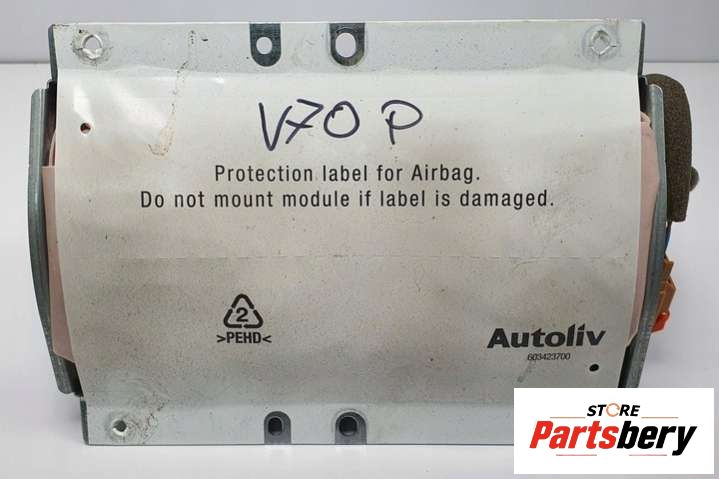 V70 P
Protection label for Airbag.
Do not mount module if label is damaged.
2
>PEHD<
Autoliv
603423700
STORE
Partsbery